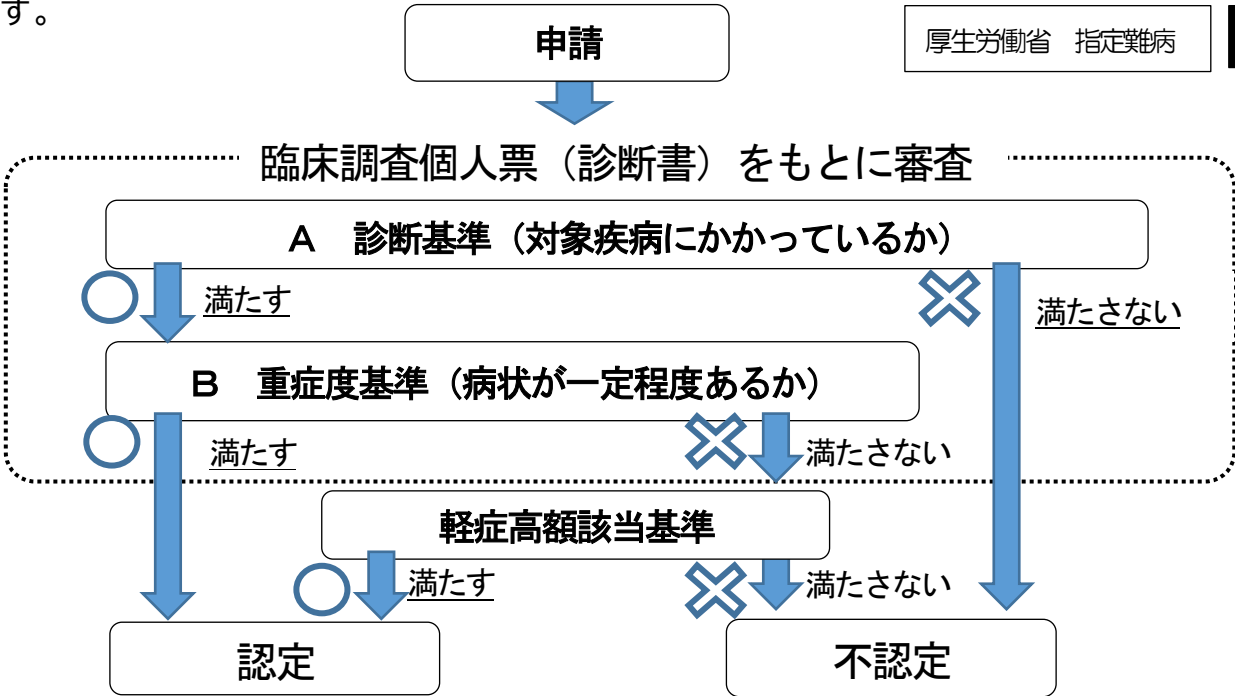 す。
申請
厚生労働省　指定難病
臨床調査個人票（診断書）をもとに審査
Ａ　診断基準（対象疾病にかかっているか）
満たす
満たさない
Ｂ　重症度基準（病状が一定程度あるか）
満たす
満たさない
軽症高額該当基準
満たす
満たさない
認定
不認定